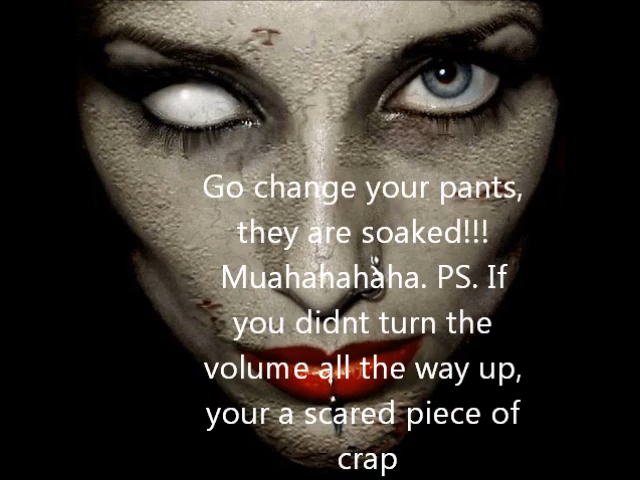 Go change your pants,
they are soaked!!!
Muahahahaha. PS. If
you didnt turn the
volume all the way up,
your a scared piece of
crap